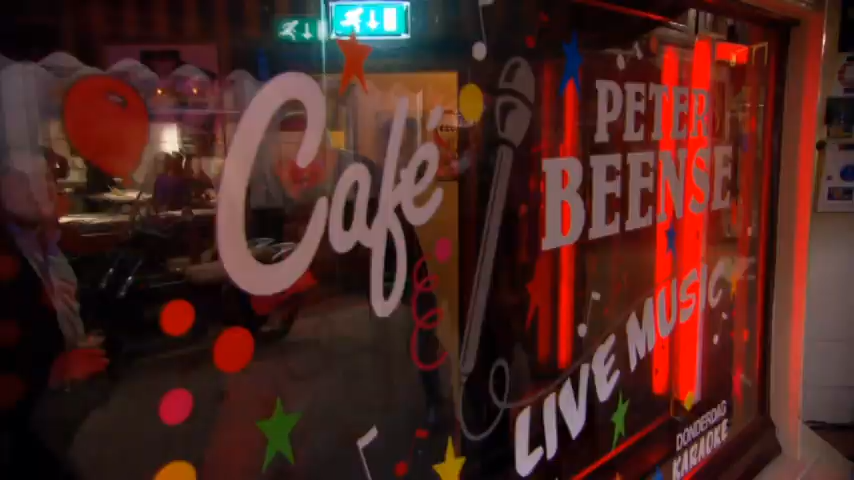 Café
PETER
BEENSE
LIVE MUSIC
DONDERDAG
KARAOKE